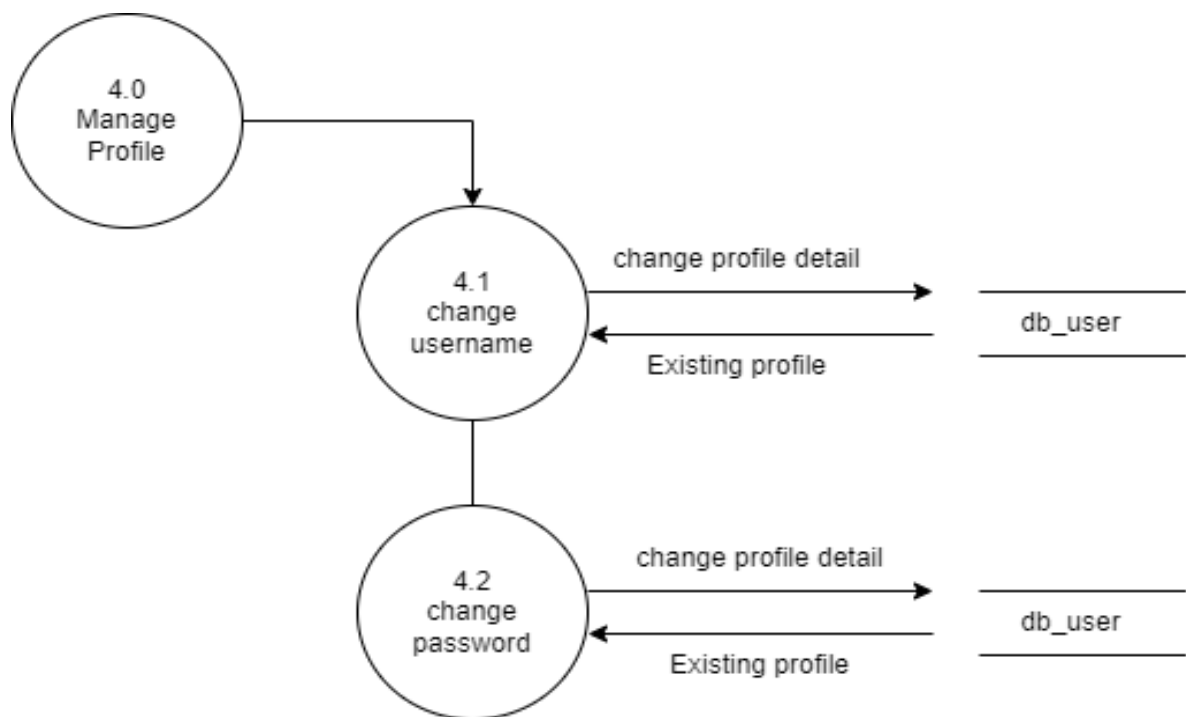 4.0
Manage
Profile
4.1
change
username
change profile detail
Existing profile
db_user
4.2
change
password
change profile detail
Existing profile
db_user